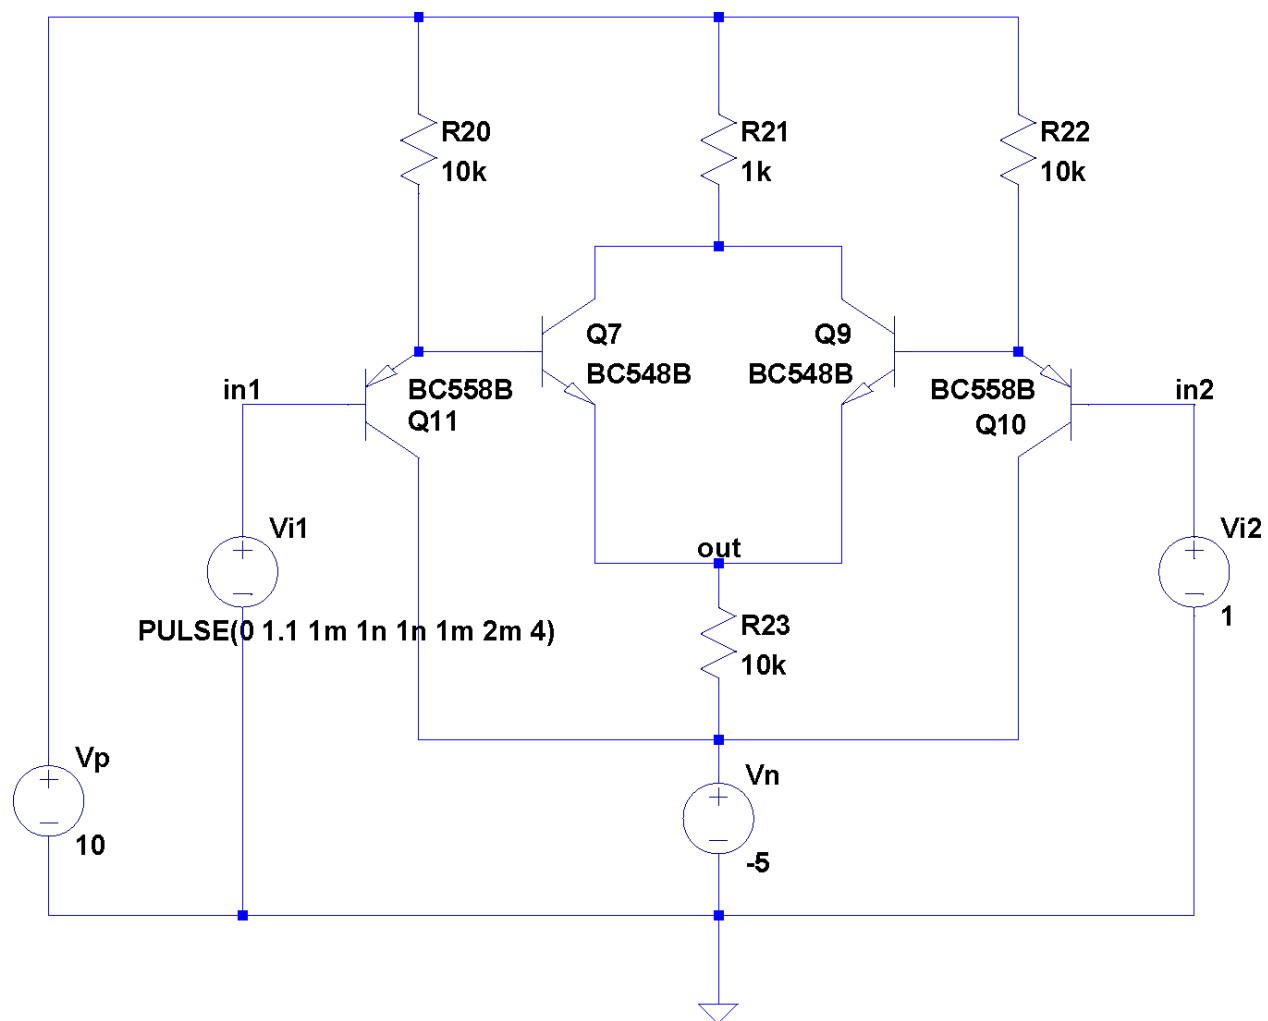 R20
10k
R21
1k
R22
10k
Q7
BC548B
Q9
BC548B
in1
BC558B
Q11
BC558B
Q10
in2
Vi1
PULSE(0 1.1 1m 1n 1n 1m 2m 4)
out
Vi2
1
R23
10k
Vp
10
Vn
-5